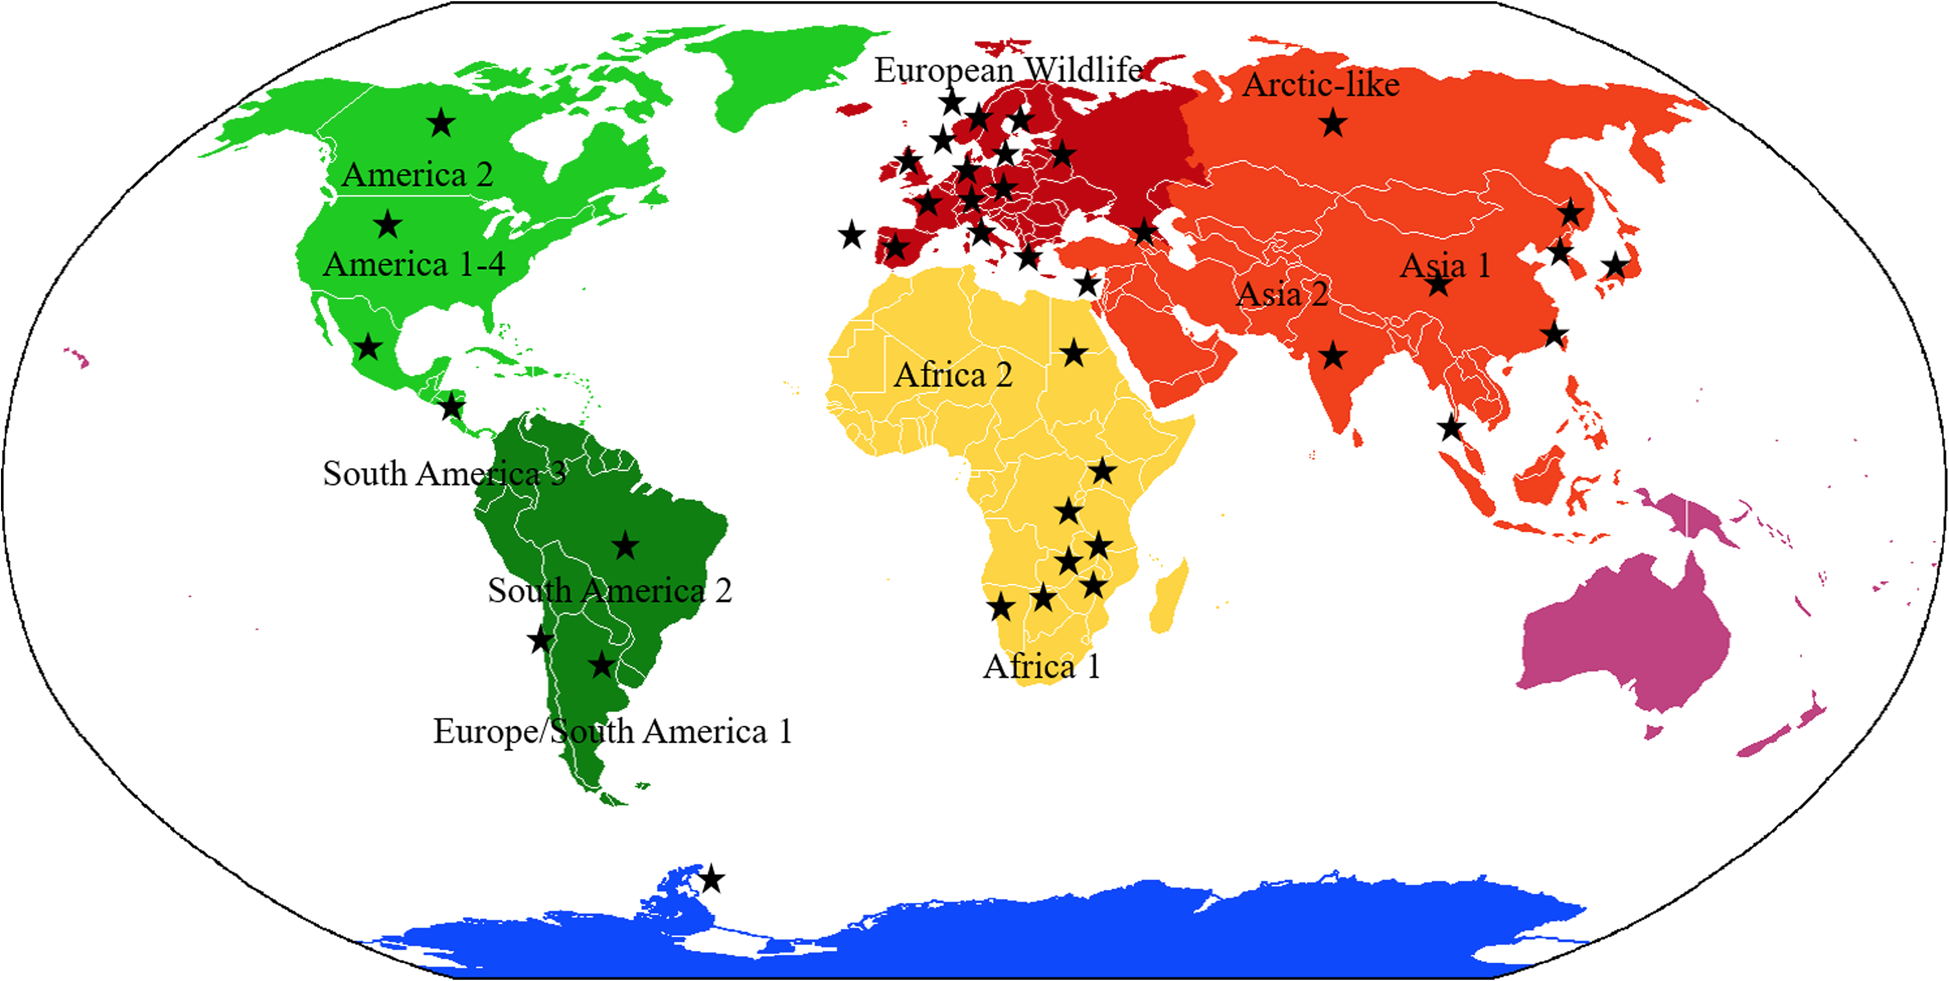 European Wildlife
Arctic-like
America 2
America 1-4
Asia 1
Asia 2
Africa 2
South America 3
South America 2
Africa 1
Europe/South America 1